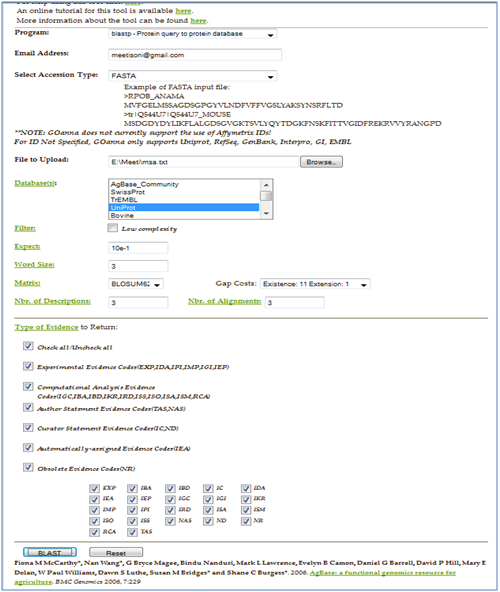 An online tutorial for this tool is available here.
More information about the tool can be found here.
Program: blastp - Protein query to protein database
Email Address: meetisoni@gmail.com
Select Accession Type: FASTA
Example of FASTA input file:
>RPOB_ANAMA
MVFGELMSSAGDSGPGYVLNDFVFFVGSLYAKSYNSRFLTD
>tr|Q544U7|Q544U7_MOUSE
MSDGDYDYLIKFLALGDSGVGKTSVLYQYTDGKFNSKFITTVGIDFREKRVVYRANGPD
**NOTE: GOanna does not currently support the use of Affymetrix IDs!
For ID Not Specified, GOanna only supports Uniprot, RefSeq, GenBank, Interpro, GI, EMBL
File to Upload: E:\Meeti\msa.txt Browse..
Database(s):
AgBase_Community
SwissProt
TrEMBL
UniProt
Bovine
Filter: Low complexity
Expect: 10e-1
Word Size: 3
Matrix: BLOSUM62 Gap Costs: Existence: 11 Extension: 1
Nbr. of Descriptions: 3 Nbr. of Alignments: 3
Type of Evidence to Return:
Check all/Uncheck all
Experimental Evidence Codes(EXP,IDA,IPI,IMP,IGI,IEP)
Computational Analysis Evidence
Codes(IGC,IBA,IBD,IKR,IRD,ISS,ISO,ISA,ISM,RCA)
Author Statement Evidence Codes(TAS,NAS)
Curator Statement Evidence Codes(IC,ND)
Automatically-assigned Evidence Codes(IEA)
Obsolete Evidence Codes(NR)
EXP IBA IBD IC IDA
IEA IEP IGC IGI IKR
IMP IPI IRD ISA ISM
ISO ISS NAS ND NR
RCA TAS
BLAST Reset
Fiona M McCarthy*, Nan Wang*, G Bryce Magee, Bindu Nanduri, Mark L Lawrence, Evelyn B Camon, Daniel G Barrell, David P Hill, Mary E
Dolan, W Paul Williams, Dawn S Luthe, Susan M Bridges* and Shane C Burgess*. 2006. AgBase: a functional genomics resource for
agriculture. BMC Genomics 2006, 7:229